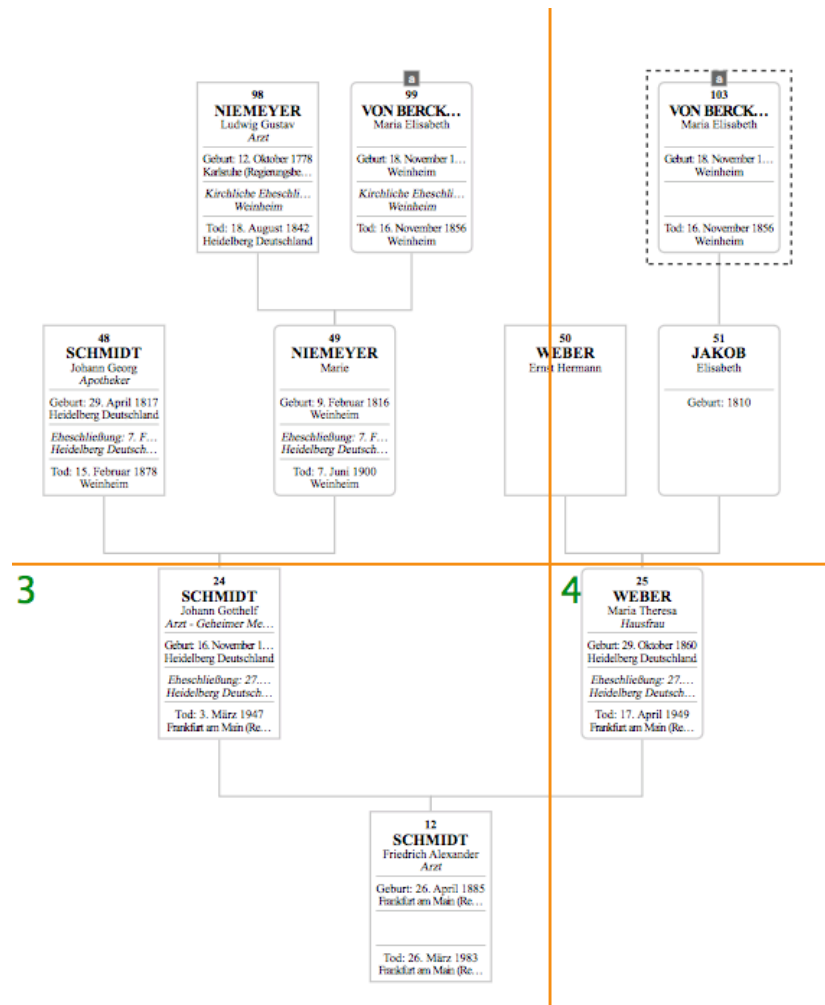 a
98
NIEMEYER
Ludwig Gustav
Arzt
Geburt: 12. Oktober 1778
Karlsruhe (Regierungsbe…
Kirchliche Eheschli…
Weinheim
Tod: 18. August 1842
Heidelberg Deutschland
99
VON BERCK…
Maria Elisabeth
Geburt: 18. November 1…
Weinheim
Kirchliche Eheschli…
Weinheim
Tod: 16. November 1856
Weinheim
a
103
VON BERCK…
Maria Elisabeth
Geburt: 18. November 1…
Weinheim
Tod: 16. November 1856
Weinheim
48
SCHMIDT
Johann Georg
Apotheker
Geburt: 29. April 1817
Heidelberg Deutschland
Eheschließung: 7. F…
Heidelberg Deutsch…
Tod: 15. Februar 1878
Weinheim
49
NIEMEYER
Marie
Geburt: 9. Februar 1816
Weinheim
Eheschließung: 7. F…
Heidelberg Deutsch…
Tod: 7. Juni 1900
Weinheim
50
WEBER
Ernst Hermann
51
JAKOB
Elisabeth
Geburt: 1810
3
24
SCHMIDT
Johann Gotthelf
Arzt - Geheimer Me…
Geburt: 16. November 1…
Heidelberg Deutschland
Eheschließung: 27.…
Heidelberg Deutsch…
Tod: 3. März 1947
Frankfurt am Main (Re…
4
25
WEBER
Maria Theresa
Hausfrau
Geburt: 29. Oktober 1860
Heidelberg Deutschland
Eheschließung: 27.…
Heidelberg Deutsch…
Tod: 17. April 1949
Frankfurt am Main (Re…
12
SCHMIDT
Friedrich Alexander
Arzt
Geburt: 26. April 1885
Frankfurt am Main (Re…
Tod: 26. März 1983
Frankfurt am Main (Re…